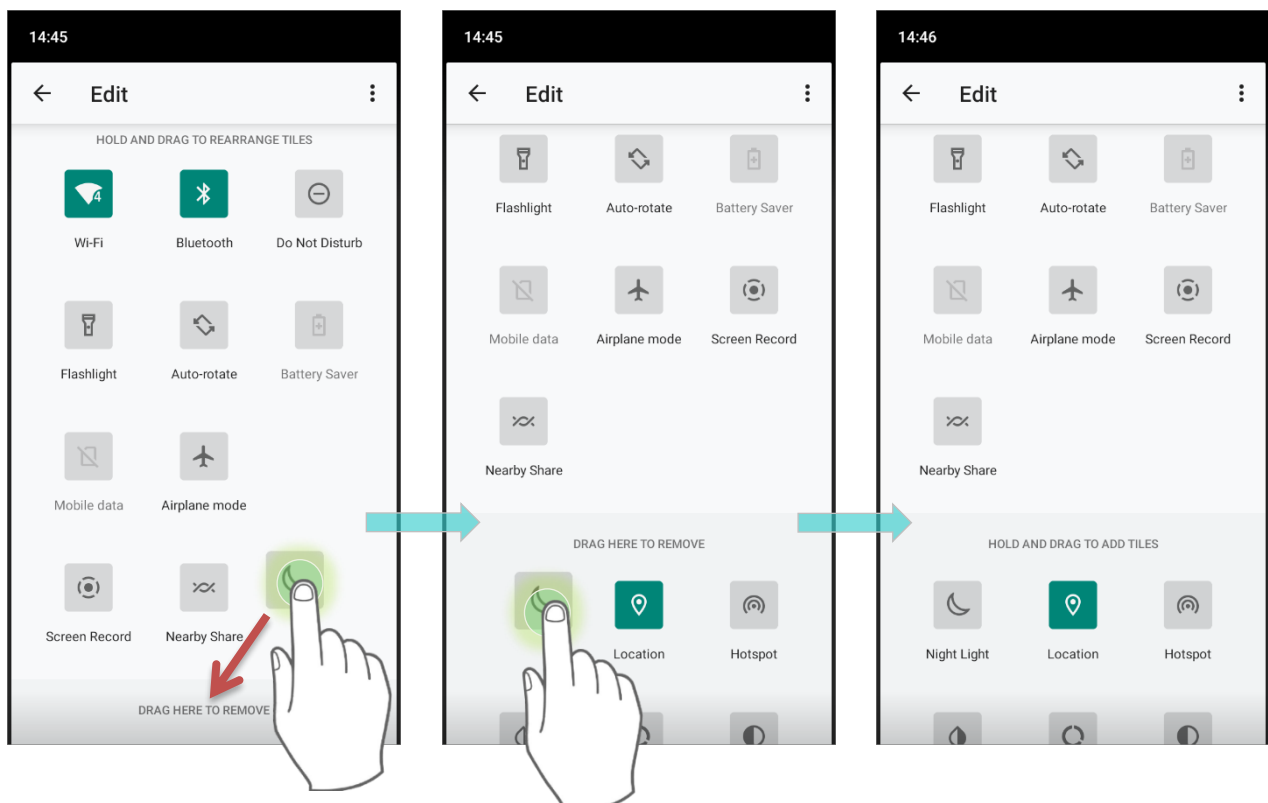 14:45
Edit
HOLD AND DRAG TO REARRANGE TILES
4
Wi-Fi Bluetooth Do Not Disturb
Flashlight Auto-rotate Battery Saver
Mobile data Airplane mode
Screen Record Nearby Share
DRAG HERE TO REMOVE
14:45
Edit
Flashlight Auto-rotate Battery Saver
Mobile data Airplane mode Screen Record
Nearby Share
DRAG HERE TO REMOVE
Location Hotspot
14:46
Edit
Flashlight Auto-rotate Battery Saver
Mobile data Airplane mode Screen Record
Nearby Share
HOLD AND DRAG TO ADD TILES
Night Light Location Hotspot